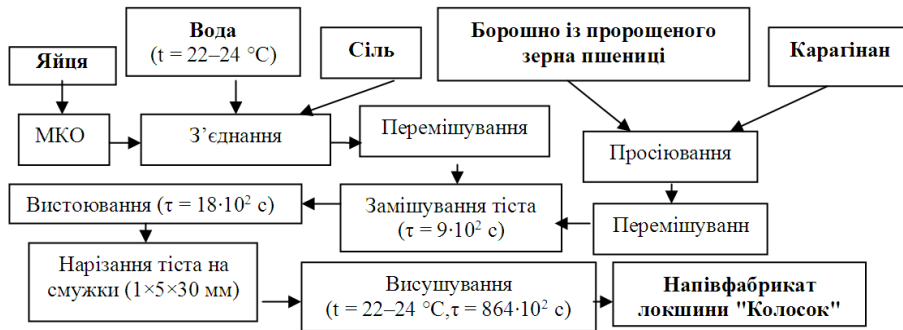 Яйця
Вода
(t = 22–24 °C)
Сіль
Борошно із пророщеного
зерна пшениці
Карагінан
МКО
З’єднання
Перемішування
Просіювання
Вистоювання (τ = 18·10² с)
Замішування тіста
(τ = 9·10² с)
Перемішуванн
Нарізання тіста на
смужки (1×5×30 мм)
Висушування
(t = 22–24 °C,τ = 864·10² с)
Напівфабрикат
локшини "Колосок"